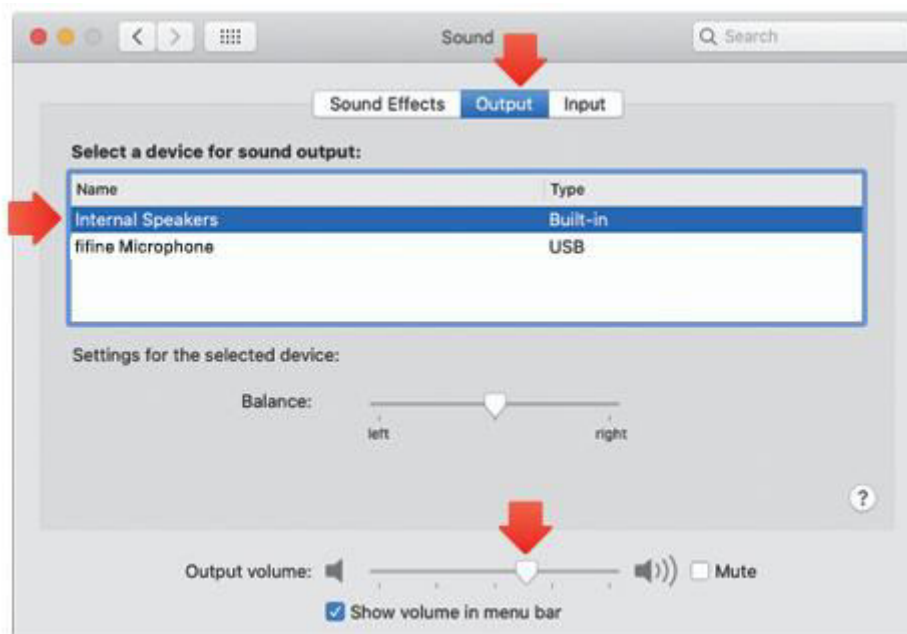 Sound
Search
Sound Effects Output Input
Select a device for sound output:
Name Type
Internal Speakers Built-in
fifine Microphone USB
Settings for the selected device:
Balance:
left right
?
Output volume: Mute
Show volume in menu bar